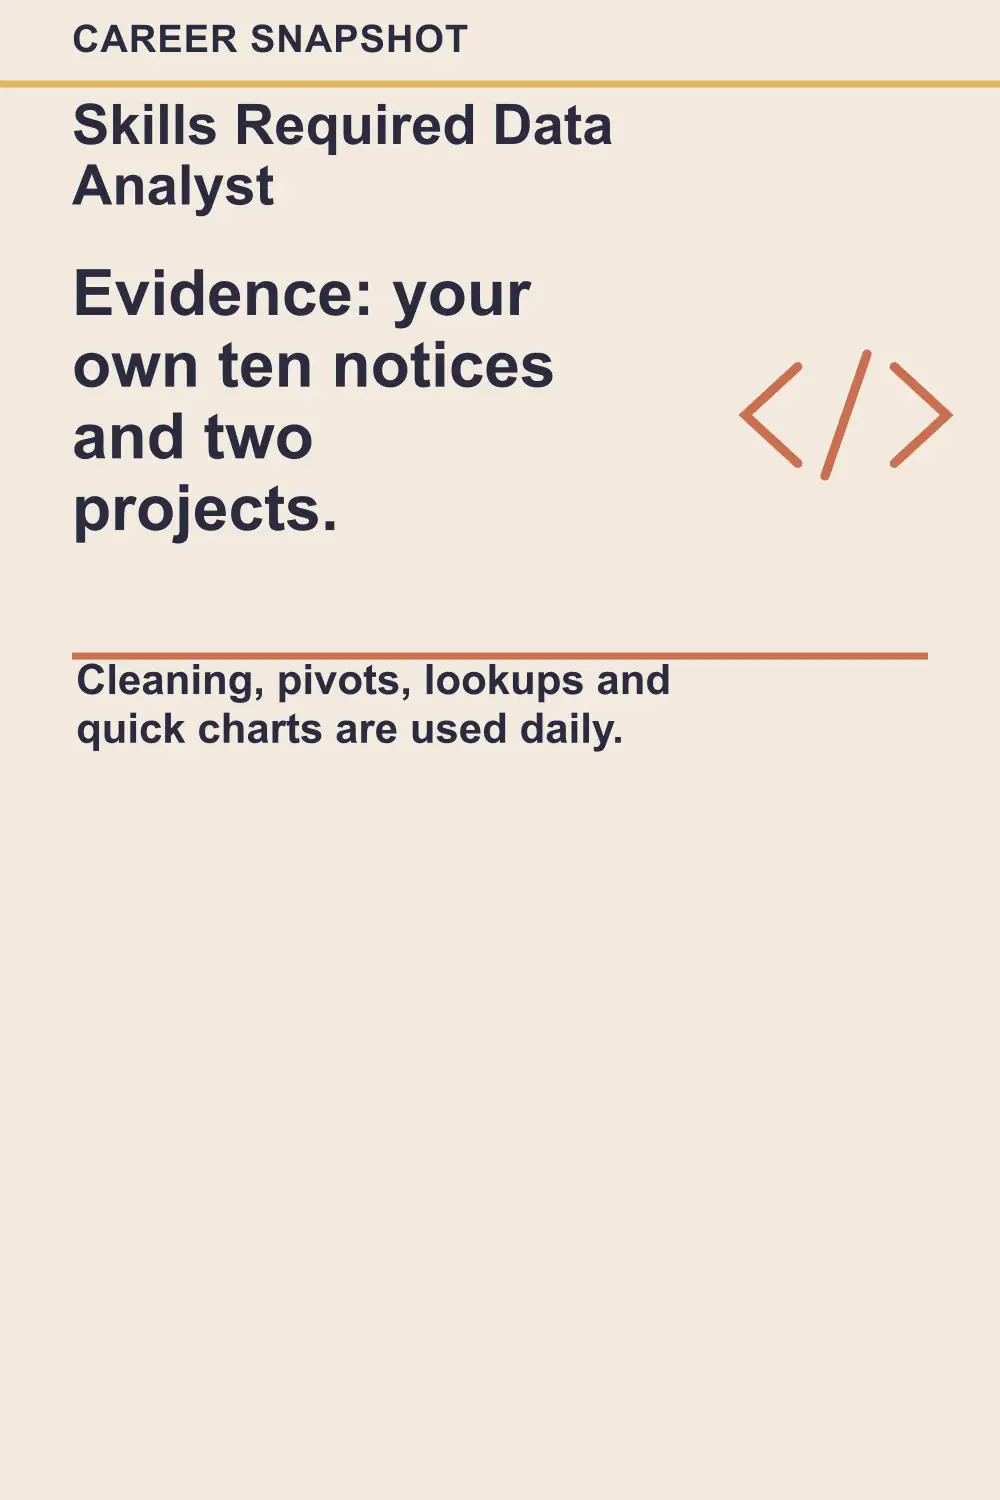 CAREER SNAPSHOT
Skills Required Data
Analyst
Evidence: your
own ten notices
and two
projects.
</>
Cleaning, pivots, lookups and
quick charts are used daily.